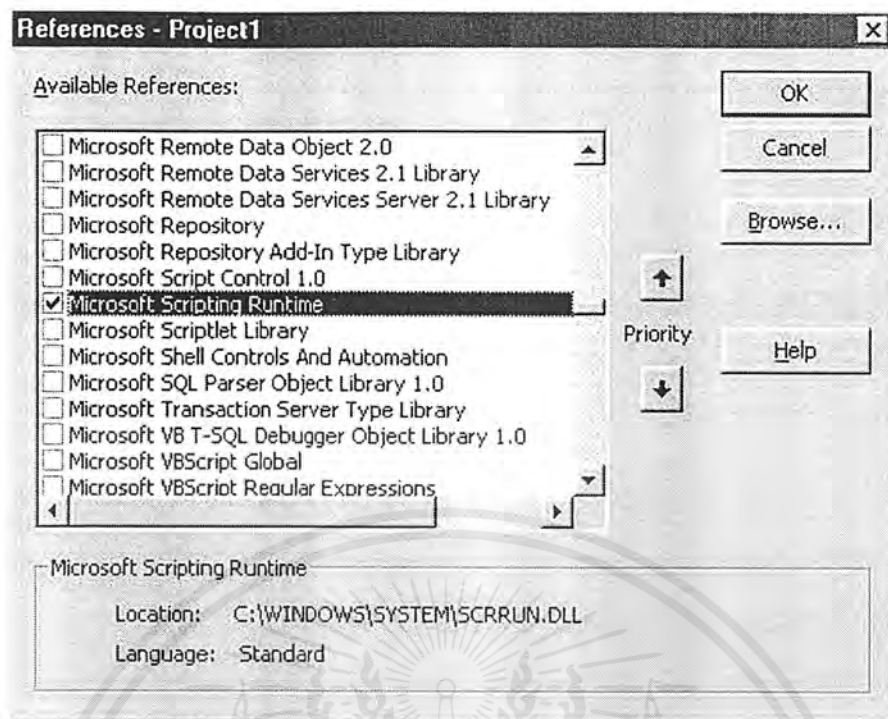 References - Project1
Available References:
OK
Microsoft Remote Data Object 2.0
Microsoft Remote Data Services 2.1 Library
Microsoft Remote Data Services Server 2.1 Library
Microsoft Repository
Microsoft Repository Add-In Type Library
Microsoft Script Control 1.0
Microsoft Scripting Runtime
Microsoft Scriptlet Library
Microsoft Shell Controls And Automation
Microsoft SQL Parser Object Library 1.0
Microsoft Transaction Server Type Library
Microsoft VB T-SQL Debugger Object Library 1.0
Microsoft VBScript Global
Microsoft VBScript Regular Expressions
Cancel
Browse...
Priority
Help
Microsoft Scripting Runtime
Location: C:\WINDOWS\SYSTEM\SCRRUN.DLL
Language: Standard